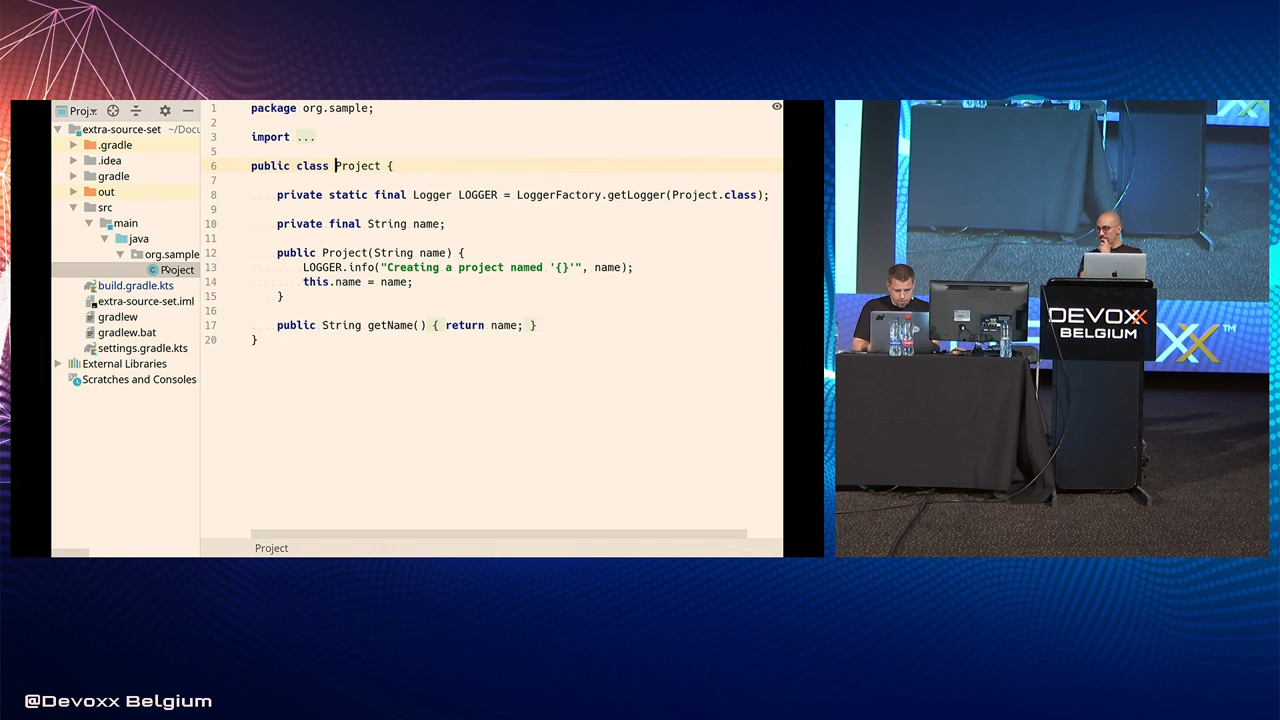 Proj
extra-source-set ~/Docu
.gradle
.idea
gradle
out
src
main
java
org.sample
Project
build.gradle.kts
extra-source-set.iml
gradlew
gradlew.bat
settings.gradle.kts
External Libraries
Scratches and Consoles
1 package org.sample;
2
3 import ...
5
6 public class Project {
7
8 private static final Logger LOGGER = LoggerFactory.getLogger(Project.class);
9
10 private final String name;
11
12 public Project(String name) {
13 LOGGER.info("Creating a project named '{}'", name);
14 this.name = name;
15 }
16
17 public String getName() { return name; }
20 }
Project
DEVOXX
BELGIUM
@Devoxx Belgium